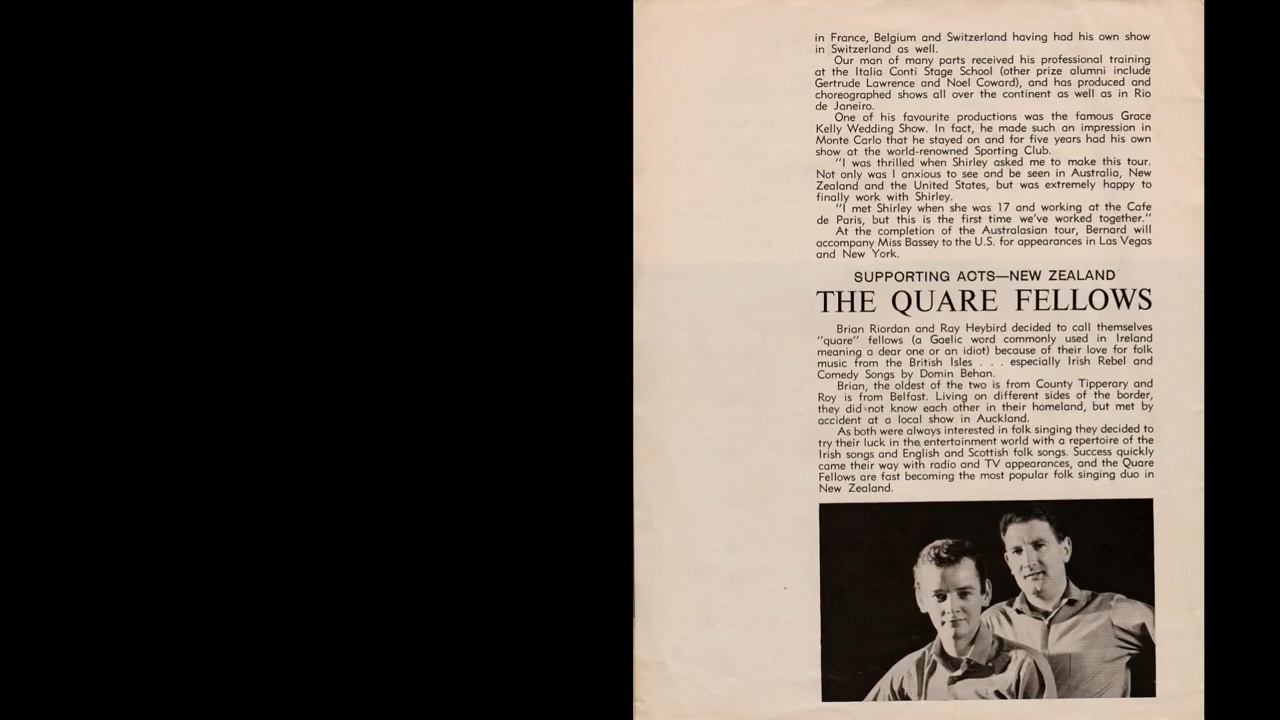 in France, Belgium and Switzerland having had his own show
in Switzerland as well.
Our man of many parts received his professional training
at the Italia Conti Stage School (other prize alumni include
Gertrude Lawrence and Noel Coward), and has produced and
choreographed shows all over the continent as well as in Rio
de Janeiro.
One of his favourite productions was the famous Grace
Kelly Wedding Show. In fact, he made such an impression in
Monte Carlo that he stayed on and for five years had his own
show at the world-renowned Sporting Club.
"I was thrilled when Shirley asked me to make this tour.
Not only was I anxious to see and be seen in Australia, New
Zealand and the United States, but was extremely happy to
finally work with Shirley.
"I met Shirley when she was 17 and working at the Cafe
de Paris, but this is the first time we've worked together."
At the completion of the Australasian tour, Bernard will
accompany Miss Bassey to the U.S. for appearances in Las Vegas
and New York.
SUPPORTING ACTS—NEW ZEALAND
THE QUARE FELLOWS
Brian Riordan and Ray Heybird decided to call themselves
"quare" fellows (a Gaelic word commonly used in Ireland
meaning a dear one or an idiot) because of their love for folk
music from the British Isles . . . especially Irish Rebel and
Comedy Songs by Domin Behan.
Brian, the oldest of the two is from County Tipperary and
Roy is from Belfast. Living on different sides of the border,
they did not know each other in their homeland, but met by
accident at a local show in Auckland.
As both were always interested in folk singing they decided to
try their luck in the entertainment world with a repertoire of the
Irish songs and English and Scottish folk songs. Success quickly
came their way with radio and TV appearances, and the Quare
Fellows are fast becoming the most popular folk singing duo in
New Zealand.